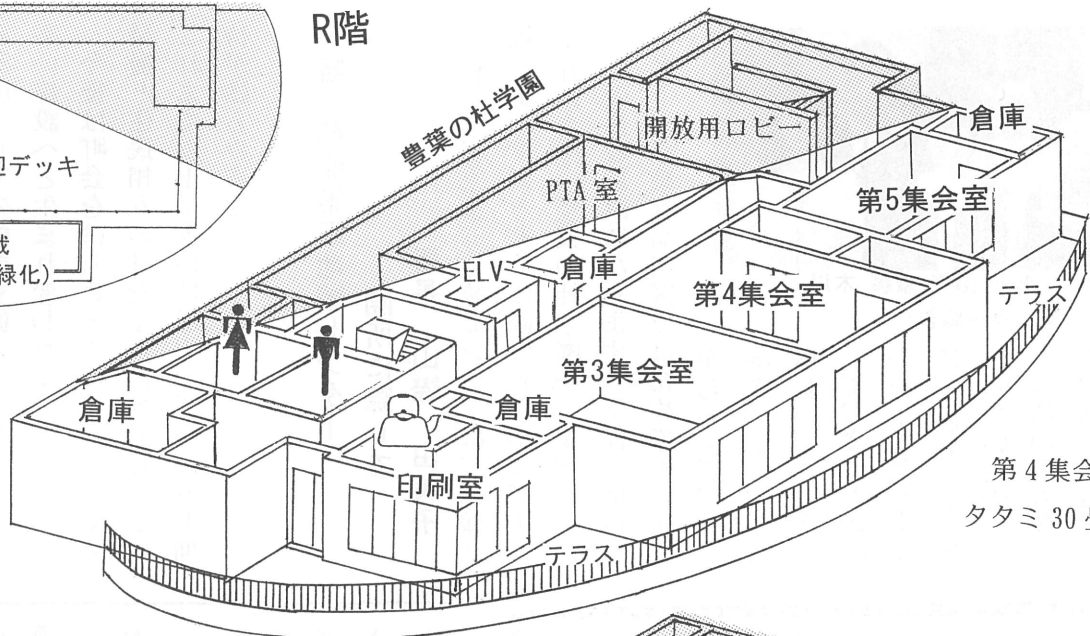 R階
豊葉の杜学園
開放用ロビー
倉庫
辺デッキ
PTA室
第5集会室
緑化)
ELV
倉庫
第4集会室
テラス
第3集会室
倉庫
倉庫
印刷室
第4集会
タタミ 30
テラス